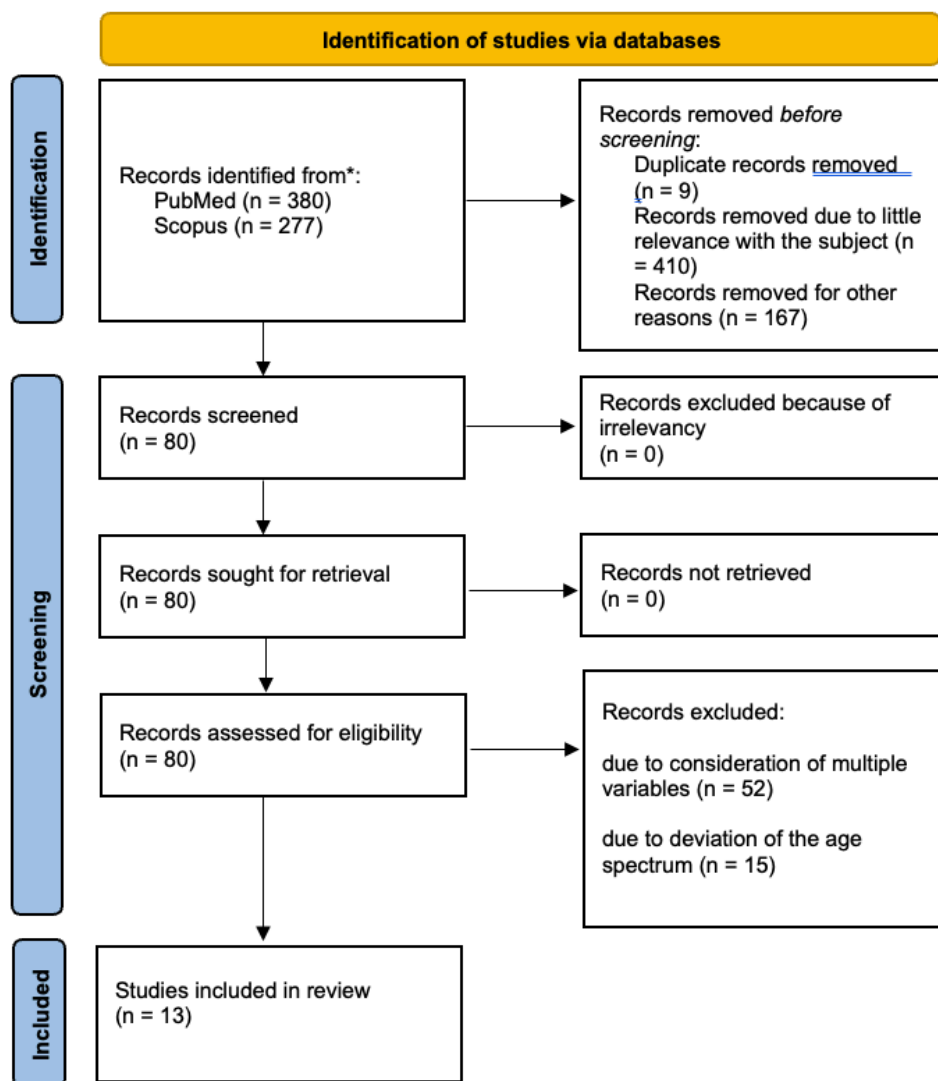 Identification of studies via databases
Identification
Records identified from*:
PubMed (n = 380)
Scopus (n = 277)
Records removed before
screening:
Duplicate records removed
(n = 9)
Records removed due to little
relevance with the subject (n
= 410)
Records removed for other
reasons (n = 167)
Screening
Records screened
(n = 80)
Records excluded because of
irrelevancy
(n = 0)
Records sought for retrieval
(n = 80)
Records not retrieved
(n = 0)
Records assessed for eligibility
(n = 80)
Records excluded:
due to consideration of multiple
variables (n = 52)
due to deviation of the age
spectrum (n = 15)
Included
Studies included in review
(n = 13)